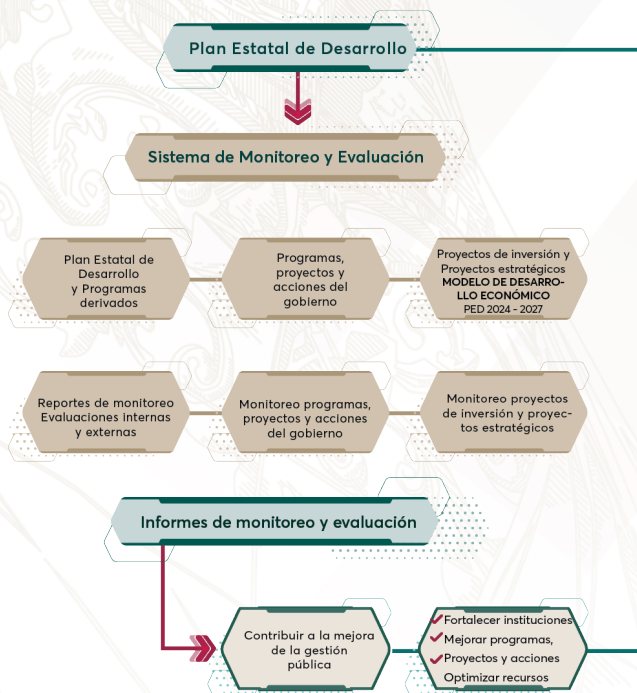 Plan Estatal de Desarrollo
Sistema de Monitoreo y Evaluación
Plan Estatal de
Desarrollo
y Programas
derivados
Programas,
proyectos y
acciones del
gobierno
Proyectos de inversión y
Proyectos estratégicos
MODELO DE DESARRO-
LLO ECONÓMICO
PED 2024 - 2027
Reportes de monitoreo
Evaluaciones internas
y externas
Monitoreo programas,
proyectos y acciones
del gobierno
Monitoreo proyectos
de inversión y proyec-
tos estratégicos
Informes de monitoreo y evaluación
Contribuir a la mejora
de la gestión
pública
Fortalecer instituciones
Mejorar programas,
Proyectos y acciones
Optimizar recursos